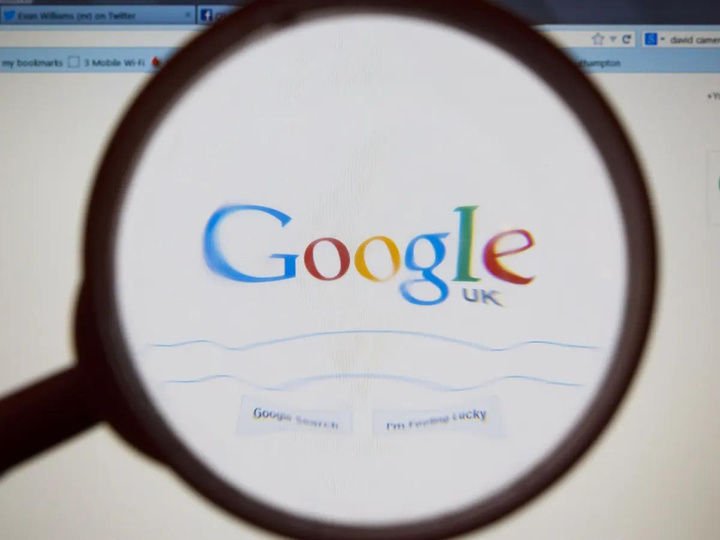 Evan Williams (ev) on Twitter
david came
my bookmarks 3 Mobile Wi-Fi
thampton
Google
UK
Google Search I'm Feeling Lucky